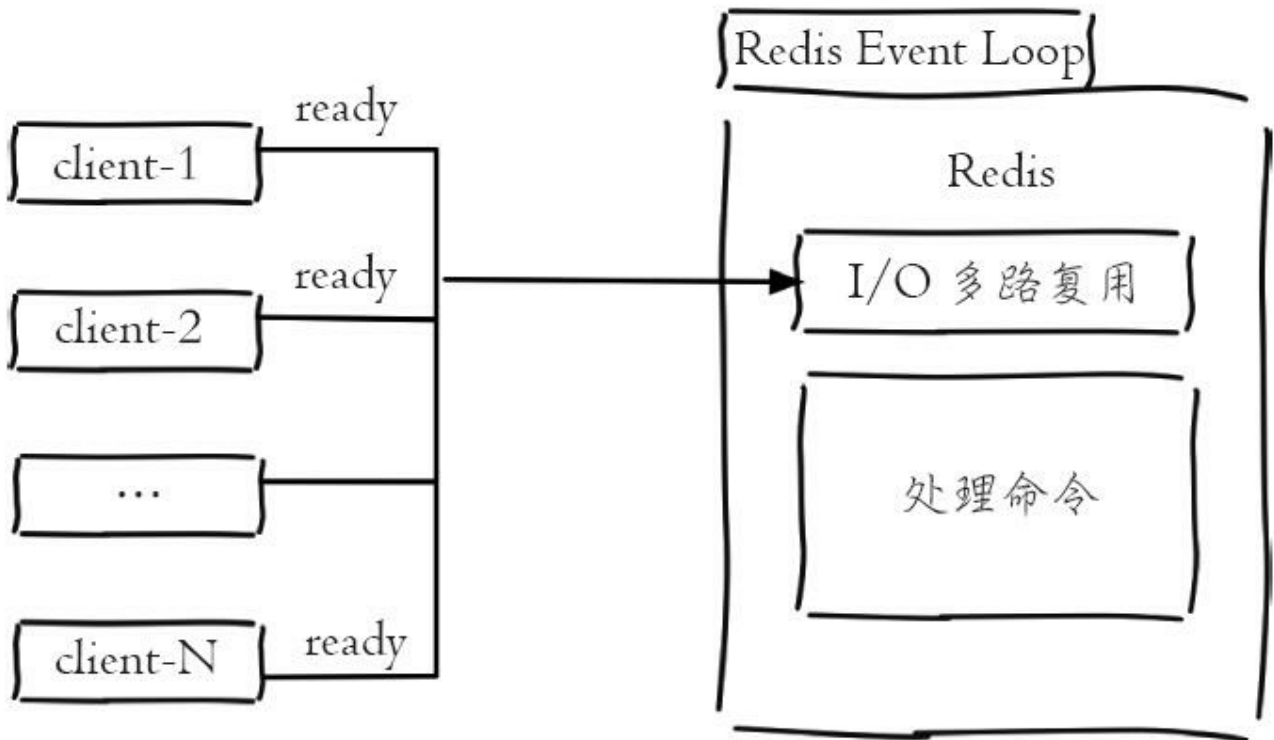 ready
client-1
ready
client-2
...
ready
client-N
Redis Event Loop
Redis
I/O 多路复用
处理命令